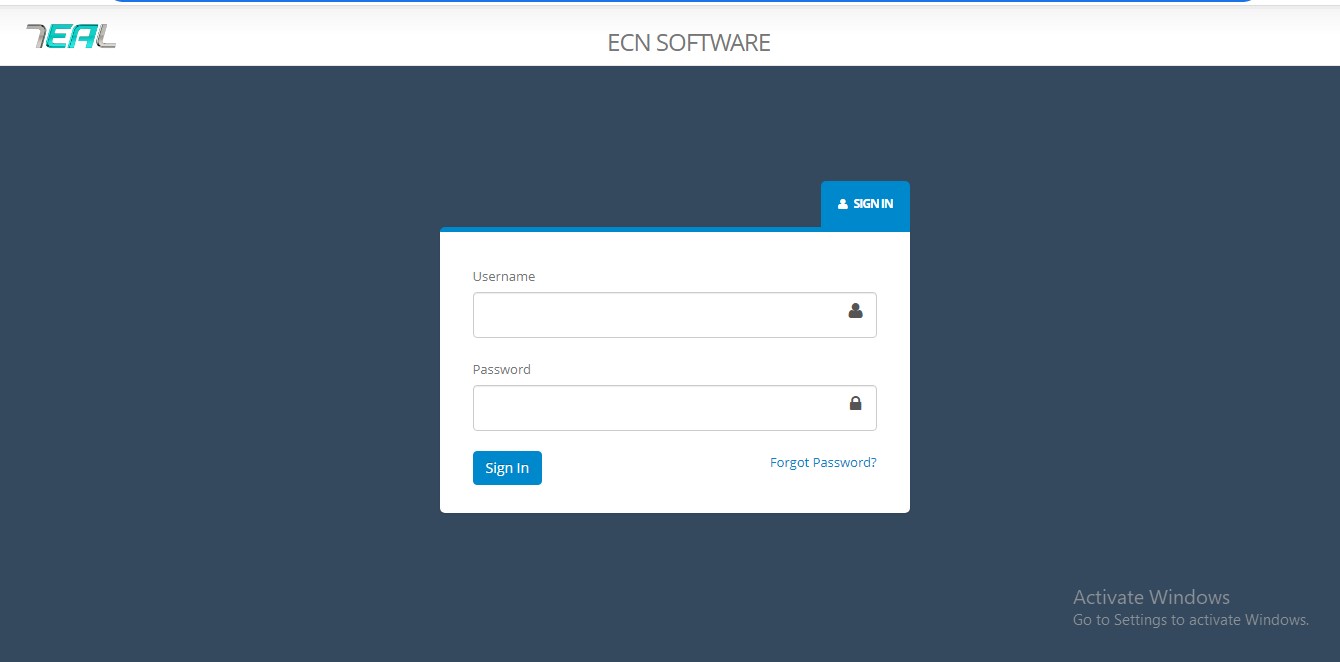 TEAL
ECN SOFTWARE
SIGN IN
Username
Password
Sign In
Forgot Password?
Activate Windows
Go to Settings to activate Windows.